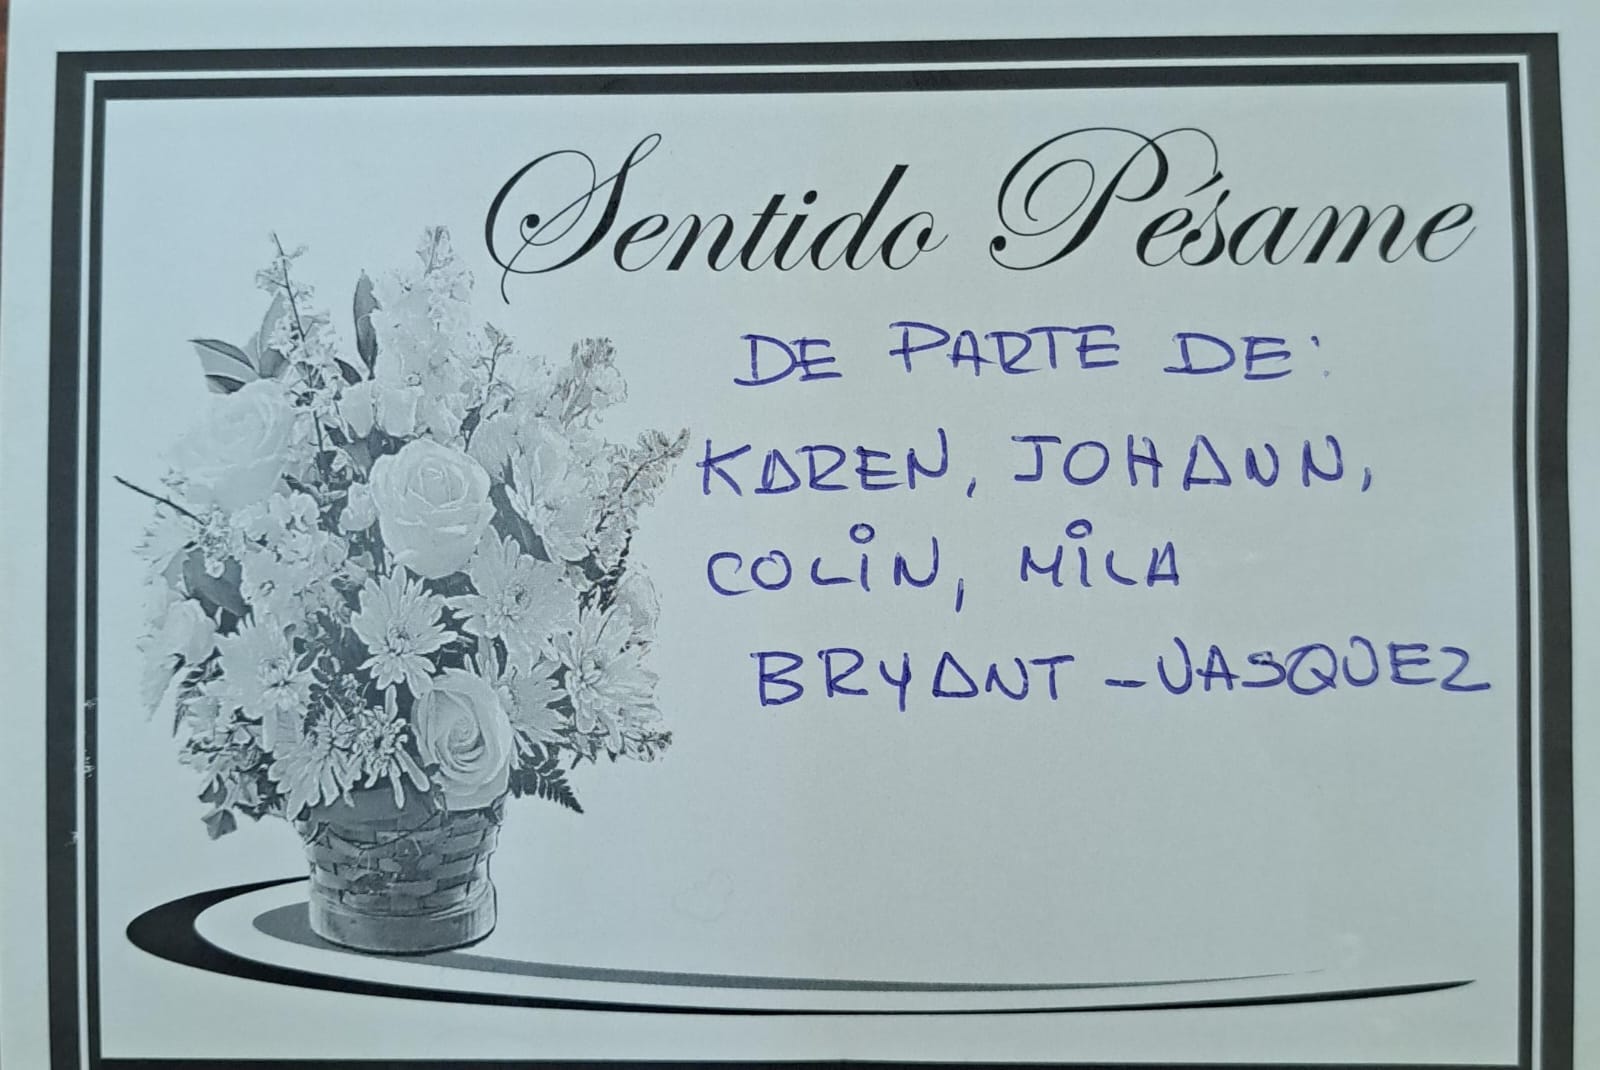 Sentido Pésame
DE PARTE DE:
KAREN, JOHANN,
COLIN, MILA
BRYANT-VASQUEZ